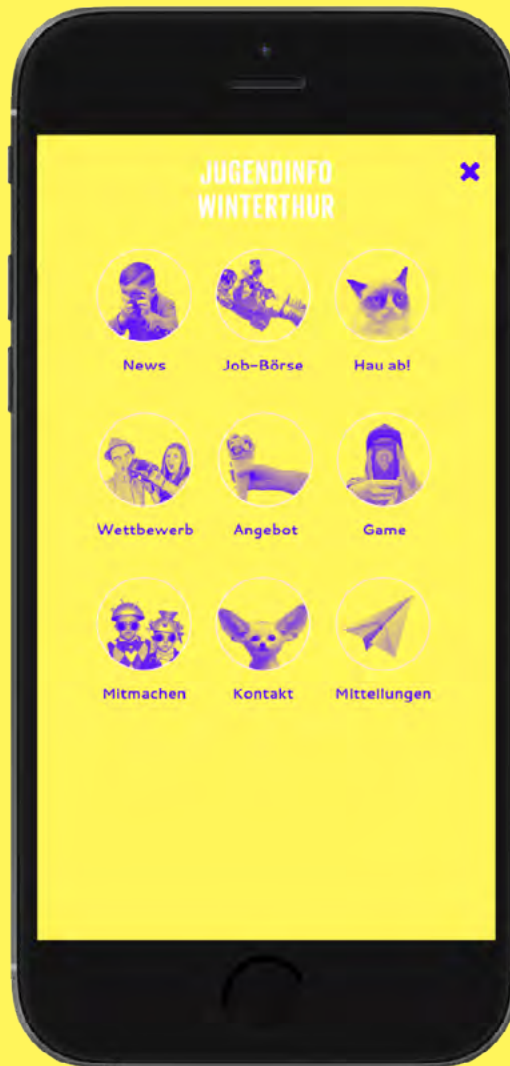 JUGENDINFO
WINTERTHUR
News
Job-Börse
Hau ab!
Wettbewerb
Angebot
Game
Mitmachen
Kontakt
Mitteilungen